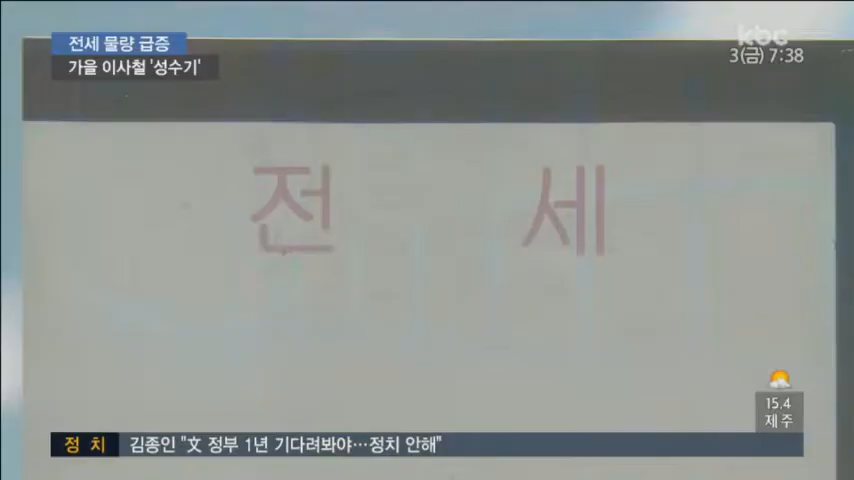 전세 물량 급증
가을 이사철 '성수기'
kbc
3(금) 7:38
전 세
15.4
제주
정 치 김종인 "文 정부 1년 기다려봐야…정치 안해"